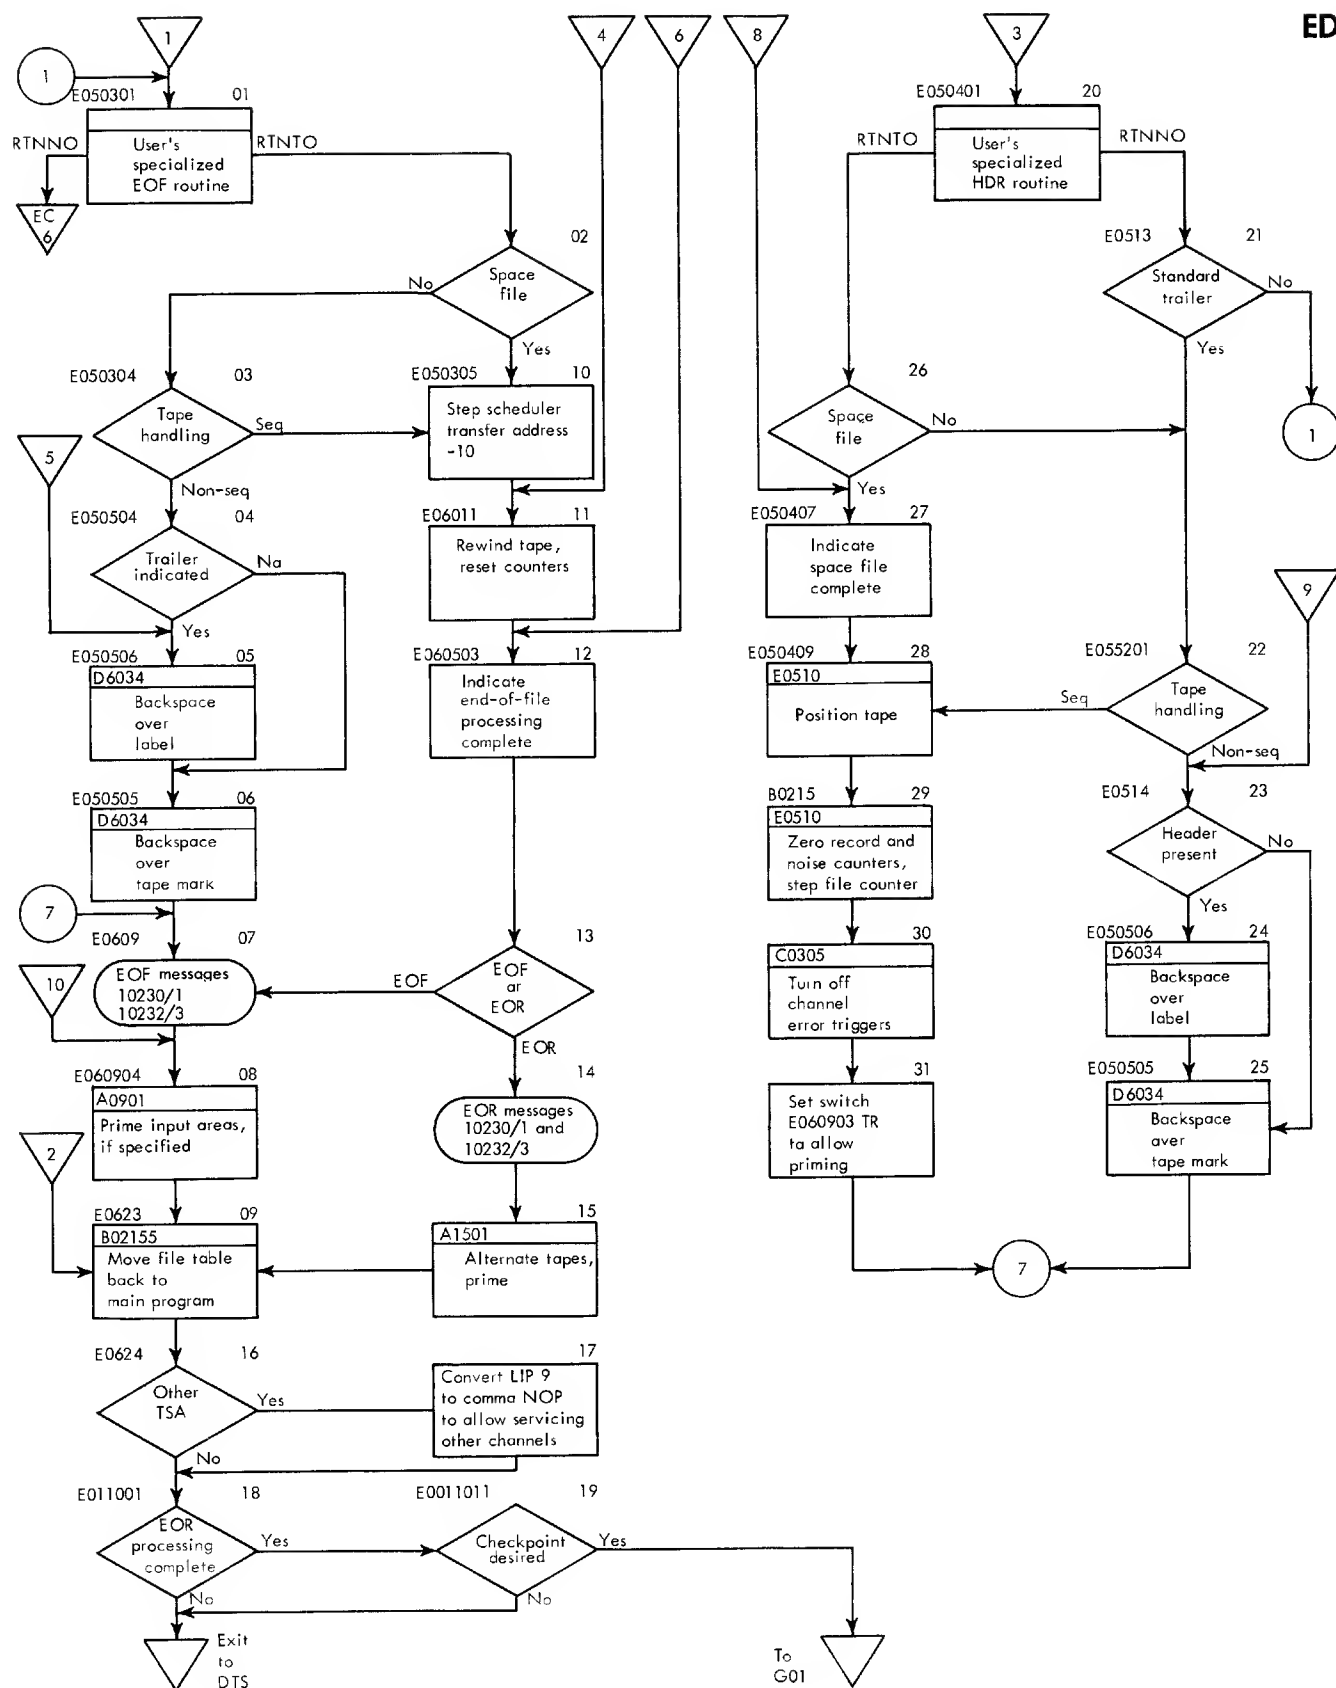 ED
1
4
6
8
3
1
E050301
01
RTNNO
User's
specialized
EOF routine
RTNTO
EC
6
E050401
20
RTNTO
User's
specialized
HDR routine
RTNNO
02
Space
file
No
Yes
E0513
21
Standard
trailer
No
Yes
E050304
03
Tape
handling
Seq
Non-seq
E050305
10
Step scheduler
transfer address
-10
26
Space
file
No
Yes
1
5
E050504
04
Trailer
indicated
Na
Yes
E06011
11
Rewind tape,
reset counters
E050407
27
Indicate
space file
complete
9
E050506
05
D6034
Backspace
over
label
E060503
12
Indicate
end-of-file
processing
complete
E050409
28
E0510
Position tape
E055201
22
Tape
handling
Seq
Non-seq
E050505
06
D6034
Backspace
over
tape mark
B0215
29
E0510
Zero record and
noise caunters,
step file counter
E0514
23
Header
present
No
Yes
7
E0609
07
EOF messages
10230/1
10232/3
10
13
EOF
ar
EOR
EOF
EOR
30
C0305
Turn off
channel
error triggers
E050506
24
D6034
Backspace
over
label
E060904
08
A0901
Prime input areas,
if specified
14
EOR messages
10230/1 and
10232/3
31
Set switch
E060903 TR
ta allow
priming
E050505
25
D6034
Backspace
aver
tape mark
2
E0623
09
B02155
Move file table
back to
main program
15
A1501
Alternate tapes,
prime
7
E0624
16
Other
TSA
Yes
No
17
Convert LIP 9
to comma NOP
to allow servicing
other channels
E011001
18
EOR
processing
complete
Yes
No
E0011011
19
Checkpoint
desired
Yes
No
Exit
to
DTS
To
G01